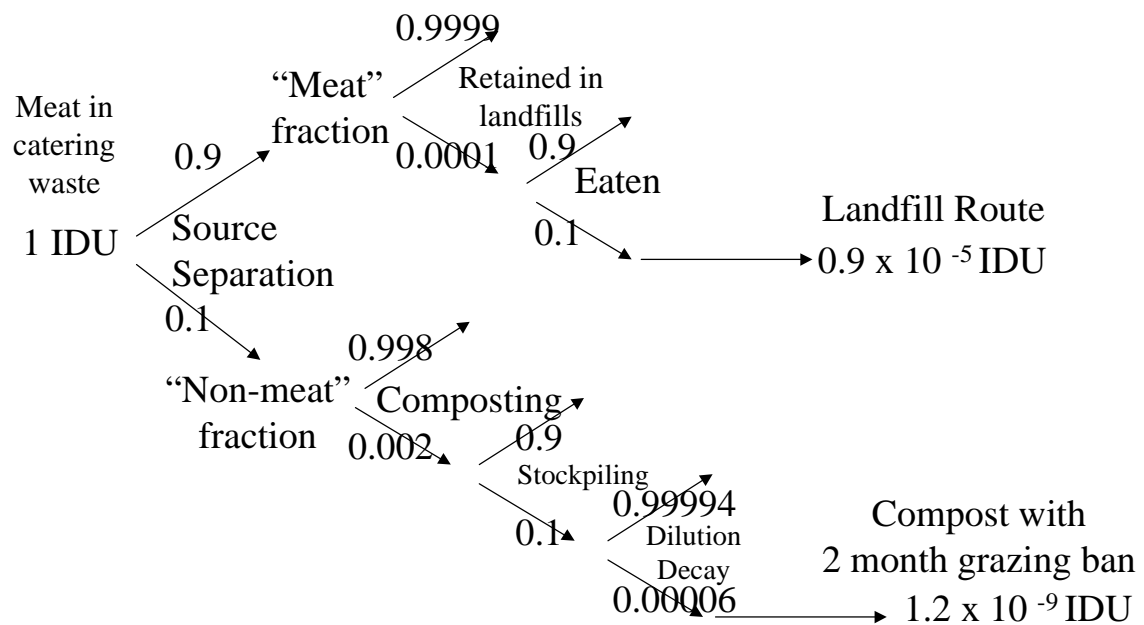 0.9999
“Meat”
fraction
Retained in
landfills
Meat in
catering
waste
0.9
0.0001
0.9
Eaten
1 IDU
Source
Separation
0.1
Landfill Route
0.9 x 10 -5 IDU
0.1
0.998
“Non-meat”
fraction
Composting
0.002
0.9
Stockpiling
0.1
0.99994
Dilution
Decay
0.00006
Compost with
2 month grazing ban
1.2 x 10 -9 IDU